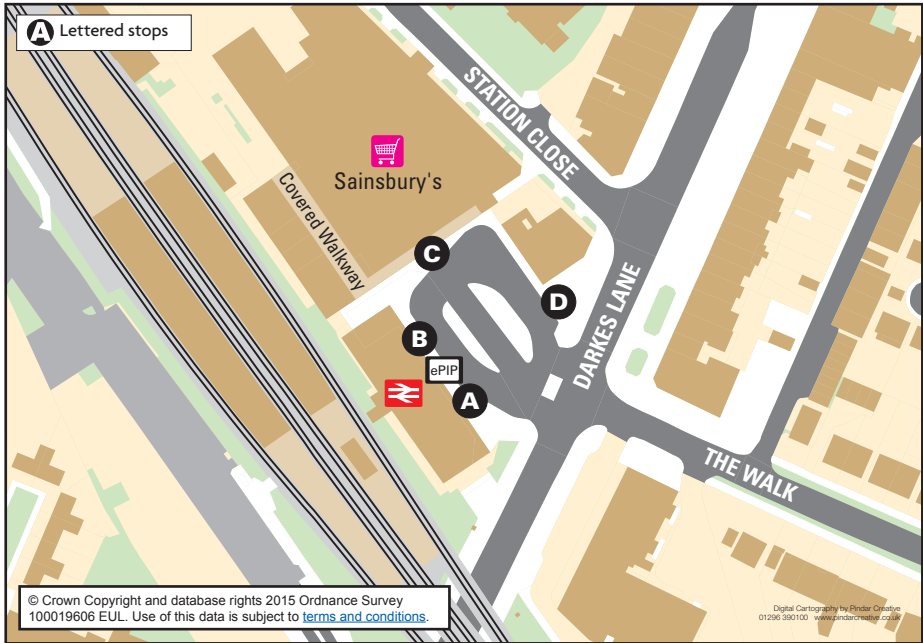 A Lettered stops
STATION CLOSE
Sainsbury's
Covered Walkway
C
D
B
DARKES LANE
ePIP
A
THE WALK
© Crown Copyright and database rights 2015 Ordnance Survey
100019606 EUL. Use of this data is subject to terms and conditions.
Digital Cartography by Pindar Creative
01296 390100 www.pindarcreative.co.uk